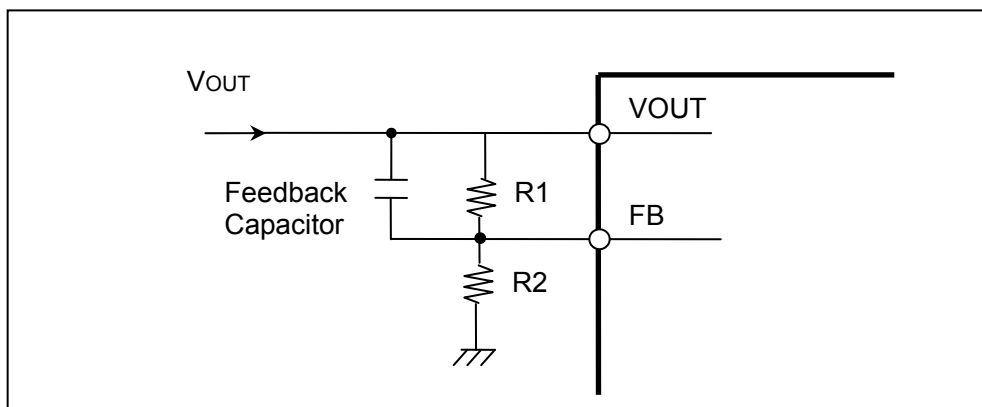 VOUT
VOUT
Feedback
Capacitor
R1
FB
R2